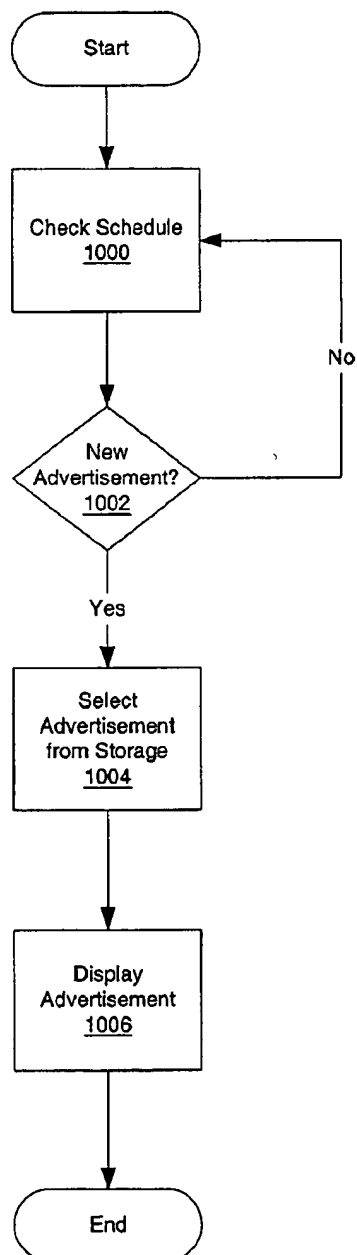 Start
Check Schedule
1000
No
New
Advertisement?
1002
Yes
Select
Advertisement
from Storage
1004
Display
Advertisement
1006
End